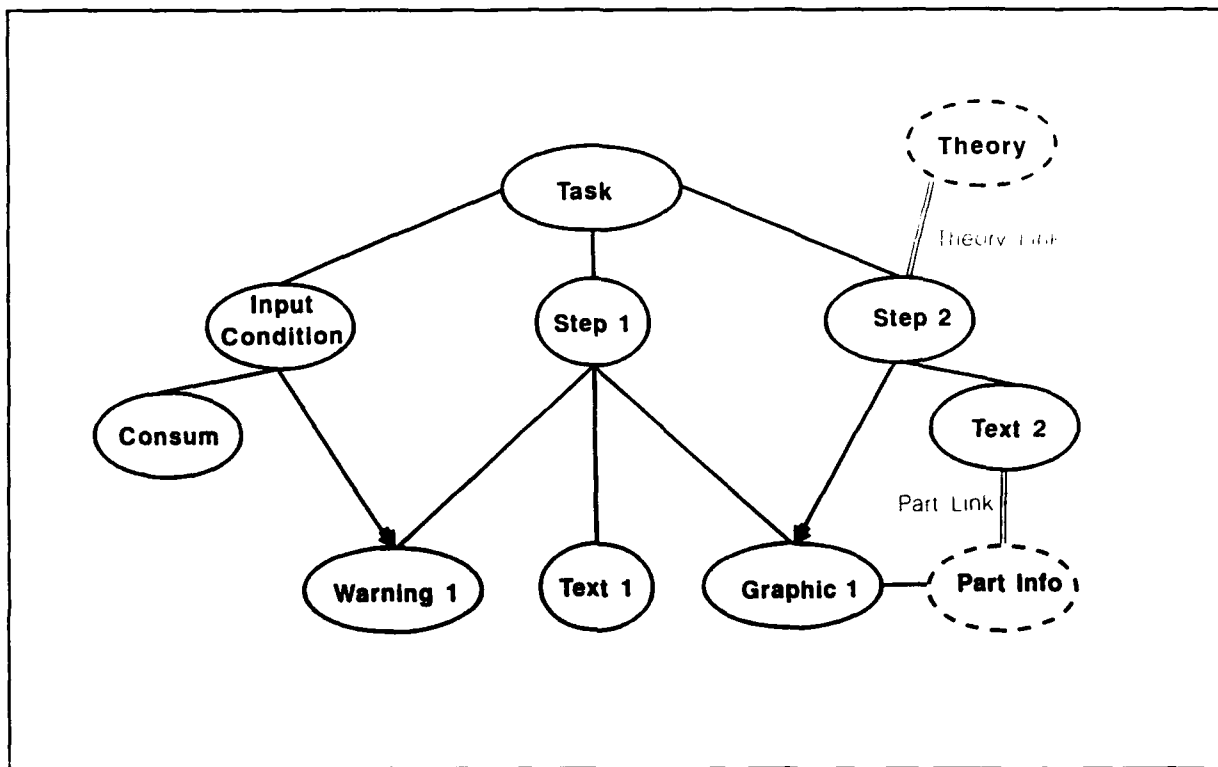 Theory
Task
Theory Link
Input
Condition
Step 1
Step 2
Consum
Text 2
Part Link
Warning 1
Text 1
Graphic 1
Part Info